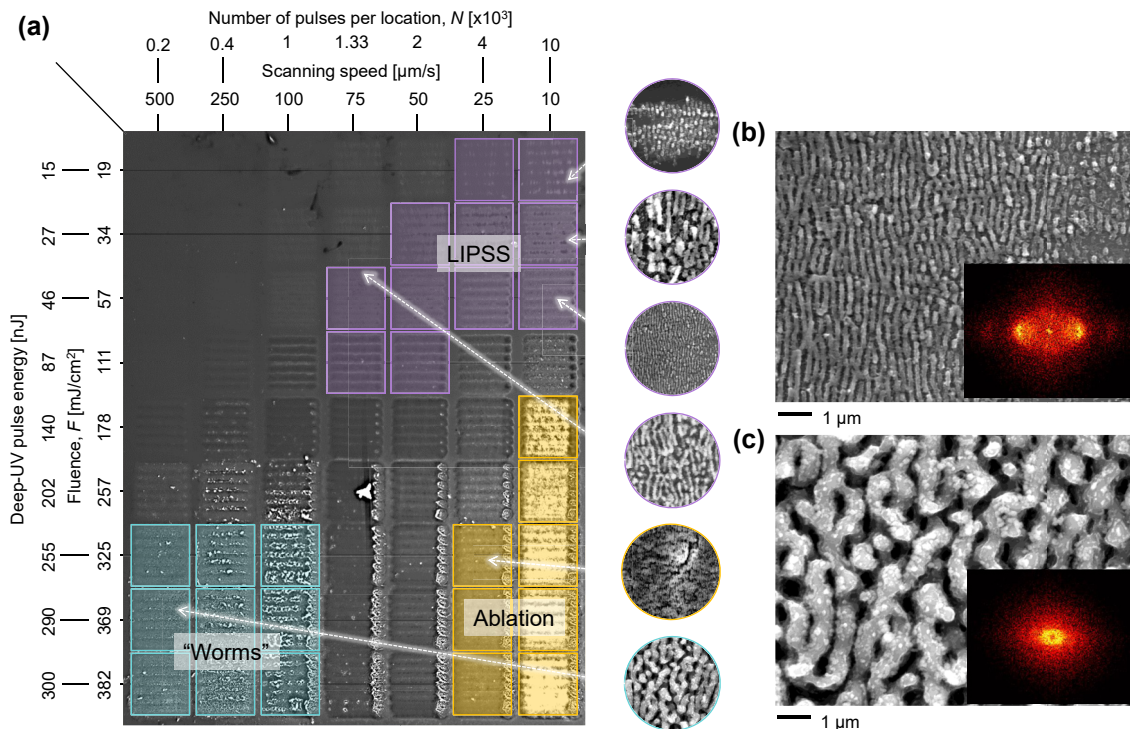 (a)
Number of pulses per location, N [x10³]
0.2 0.4 1 1.33 2 4 10
Scanning speed [µm/s]
500 250 100 75 50 25 10
Deep-UV pulse energy [nJ]
Fluence, F [mJ/cm²]
15 19
27 34
46 57
87 111
140 178
202 257
255 325
290 369
300 382
LIPSS
Ablation
“Worms”
(b)
1 µm
(c)
1 µm